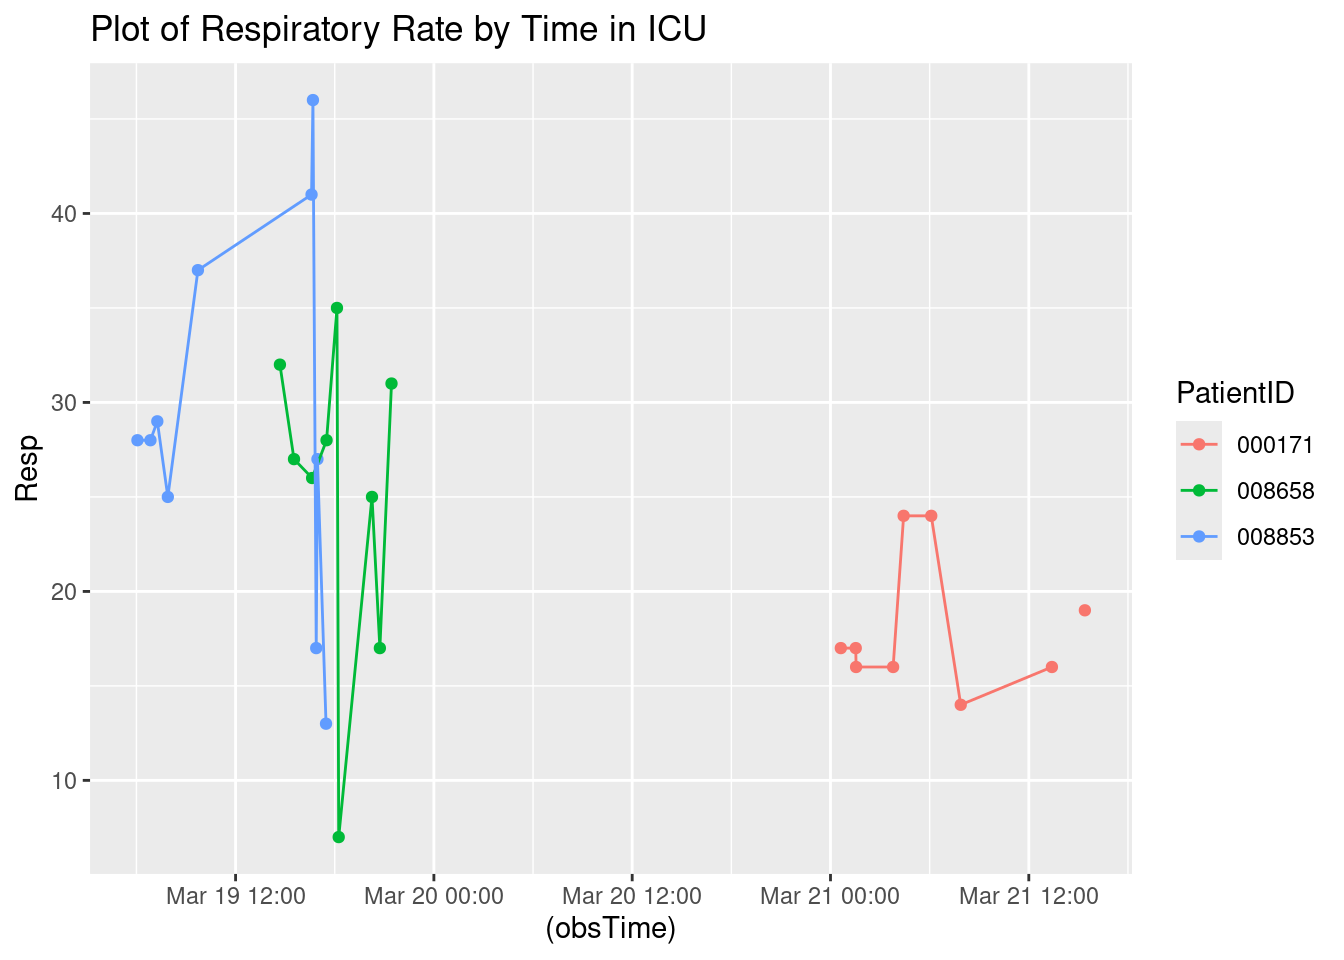 Plot of Respiratory Rate by Time in ICU
Resp
40
30
20
10
Mar 19 12:00 Mar 20 00:00 Mar 20 12:00 Mar 21 00:00 Mar 21 12:00
(obsTime)
PatientID
000171
008658
008853